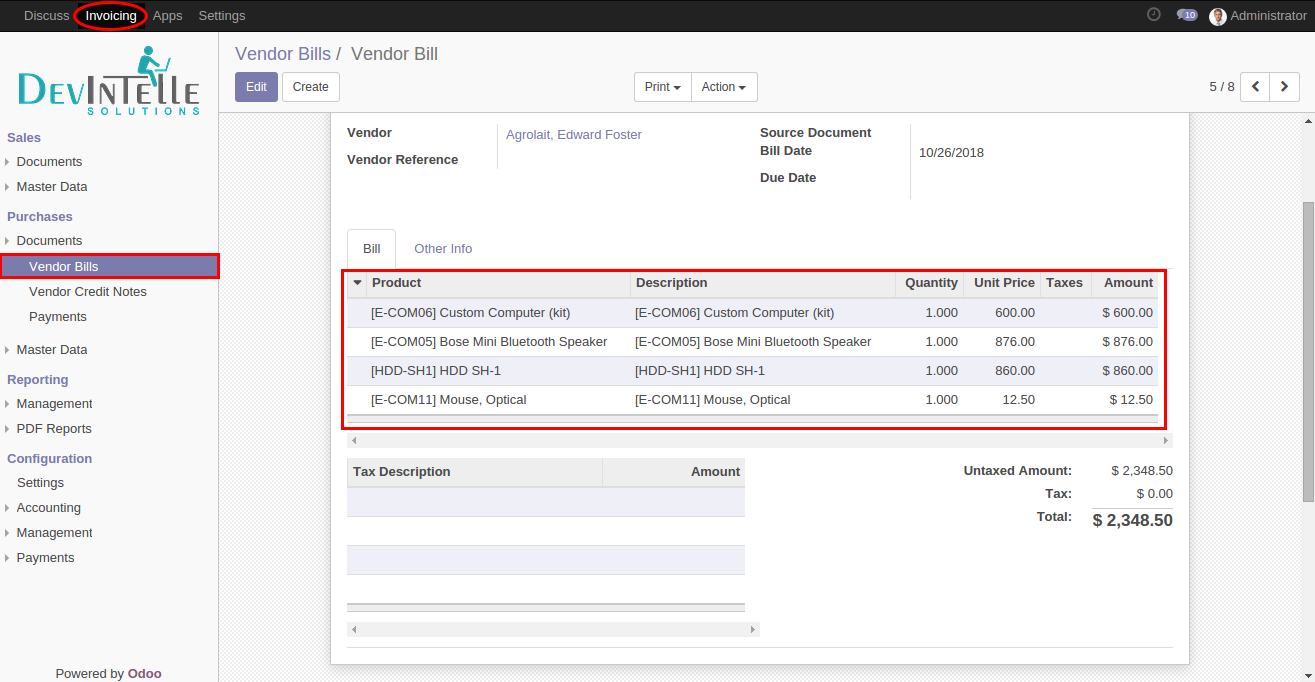 Discuss Invoicing Apps Settings 10 Administrator
DEVINTELLE
SOLUTIONS
Sales
Documents
Master Data
Purchases
Documents
Vendor Bills
Vendor Credit Notes
Payments
Master Data
Reporting
Management
PDF Reports
Configuration
Settings
Accounting
Management
Payments
Powered by Odoo
Vendor Bills / Vendor Bill
Edit Create Print Action 5 / 8
Vendor Agrolait, Edward Foster
Vendor Reference
Source Document
Bill Date 10/26/2018
Due Date
Bill Other Info
Product Description Quantity Unit Price Taxes Amount
[E-COM06] Custom Computer (kit) [E-COM06] Custom Computer (kit) 1.000 600.00 $ 600.00
[E-COM05] Bose Mini Bluetooth Speaker [E-COM05] Bose Mini Bluetooth Speaker 1.000 876.00 $ 876.00
[HDD-SH1] HDD SH-1 [HDD-SH1] HDD SH-1 1.000 860.00 $ 860.00
[E-COM11] Mouse, Optical [E-COM11] Mouse, Optical 1.000 12.50 $ 12.50
Tax Description Amount
Untaxed Amount: $ 2,348.50
Tax: $ 0.00
Total: $ 2,348.50